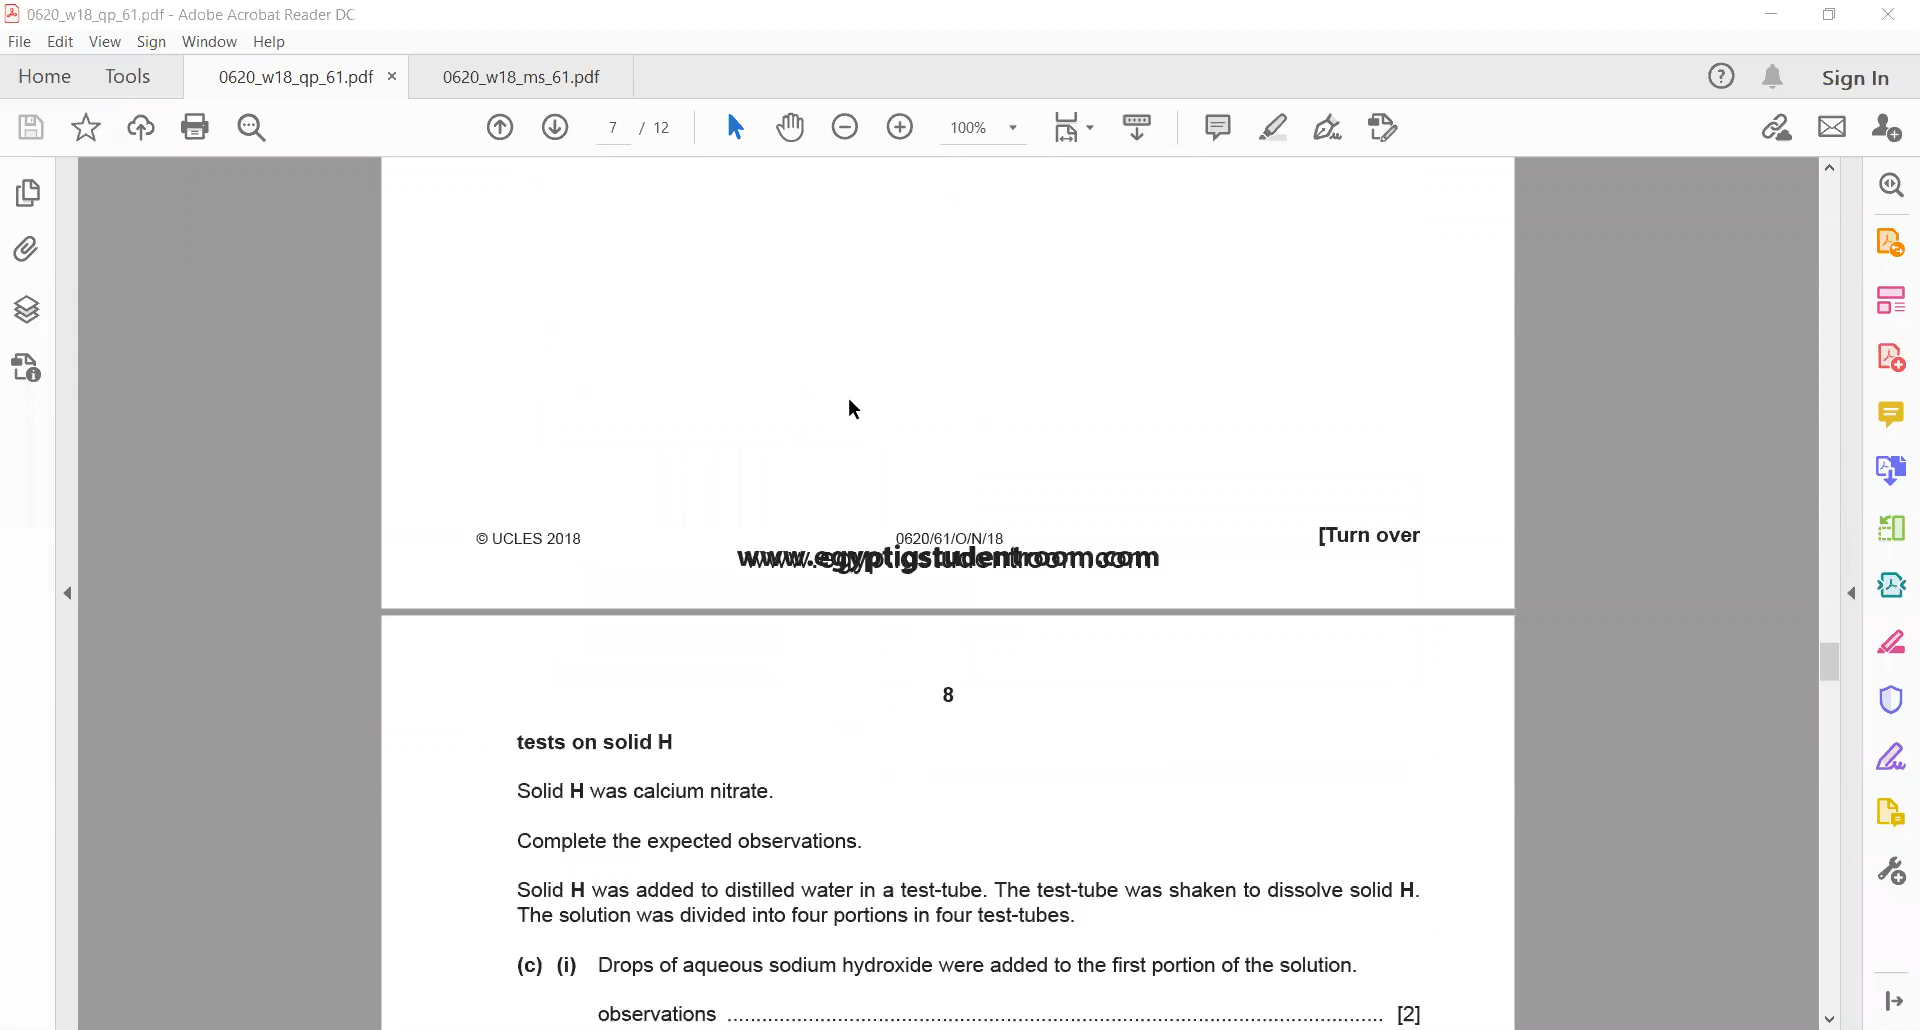 0620_w18_qp_61.pdf - Adobe Acrobat Reader DC
File Edit View Sign Window Help
Home Tools 0620_w18_qp_61.pdf × 0620_w18_ms_61.pdf Sign In
7 / 12 100%
© UCLES 2018 0620/61/O/N/18 [Turn over
www.egyptigstudentroom.com
8
tests on solid H
Solid H was calcium nitrate.
Complete the expected observations.
Solid H was added to distilled water in a test-tube. The test-tube was shaken to dissolve solid H.
The solution was divided into four portions in four test-tubes.
(c) (i) Drops of aqueous sodium hydroxide were added to the first portion of the solution.
observations .................................................................................................................. [2]